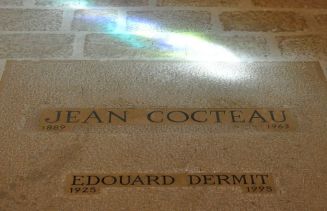 JEAN COCTEAU
1889 1963
EDOUARD DERMIT
1925 1995